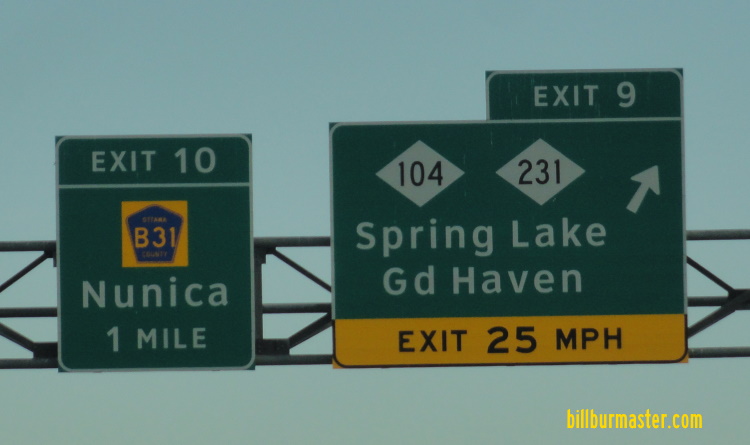 EXIT 10
OTTAWA
B31
COUNTY
Nunica
1 MILE
EXIT 9
104 231
Spring Lake
Gd Haven
EXIT 25 MPH
billburmaster.com